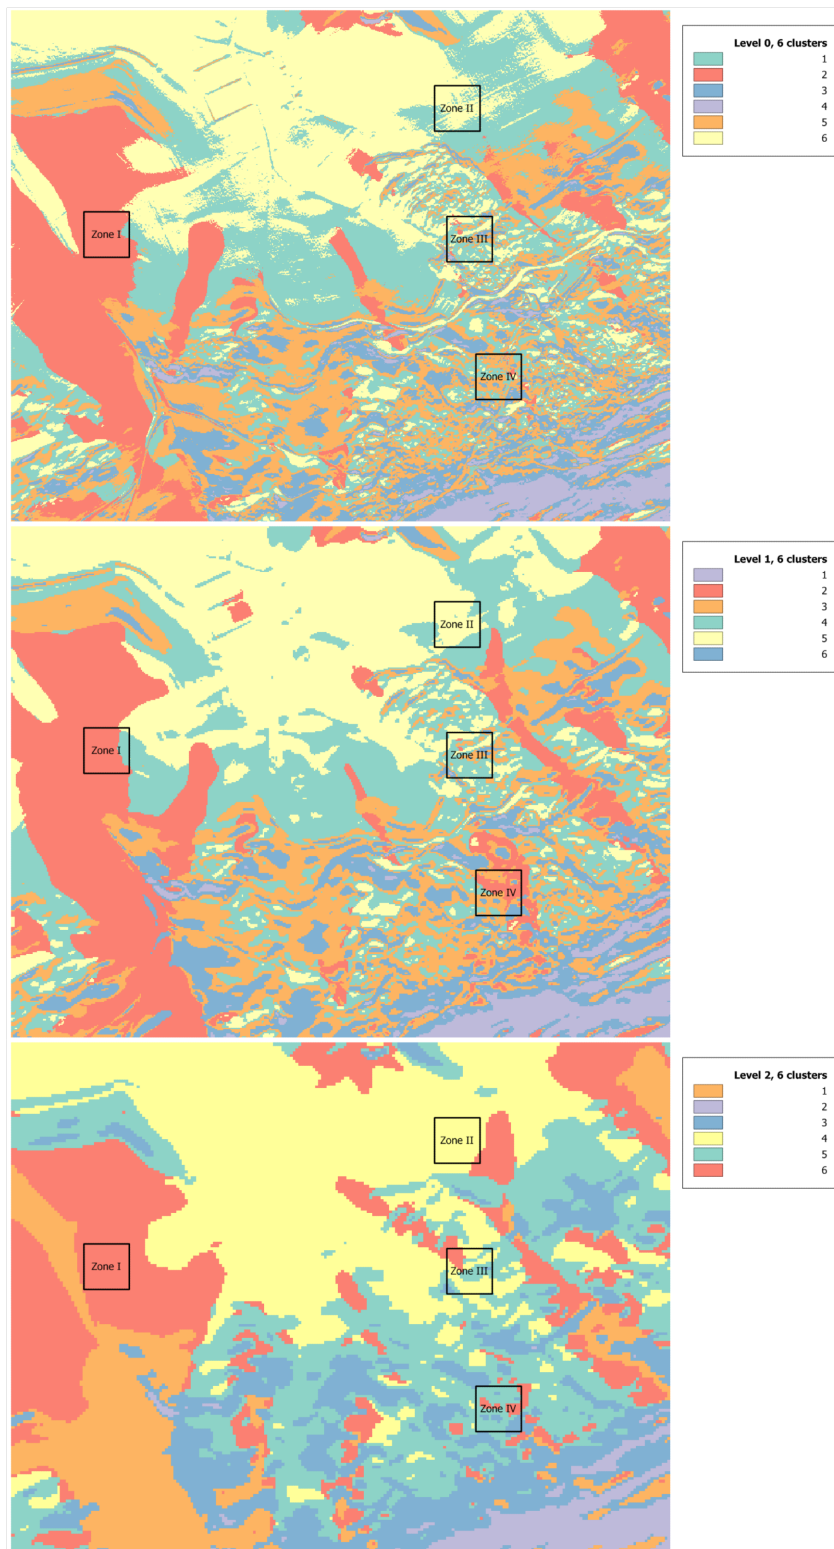 Level 0, 6 clusters
1
2
3
4
5
6
Zone II
Zone I
Zone III
Zone IV
Level 1, 6 clusters
1
2
3
4
5
6
Zone II
Zone I
Zone III
Zone IV
Level 2, 6 clusters
1
2
3
4
5
6
Zone II
Zone I
Zone III
Zone IV